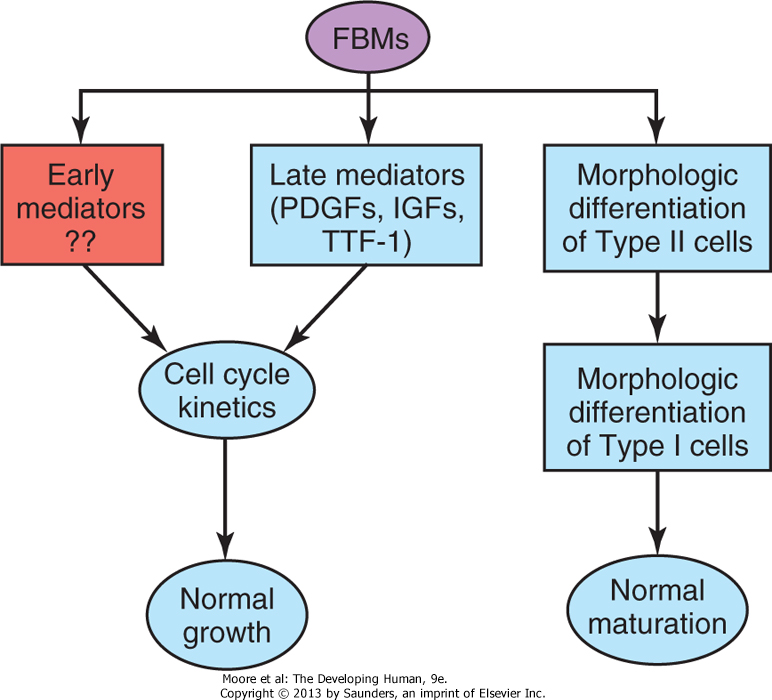 FBMs
Early
mediators
??
Late mediators
(PDGFs, IGFs,
TTF-1)
Morphologic
differentiation
of Type II cells
Cell cycle
kinetics
Morphologic
differentiation
of Type I cells
Normal
growth
Normal
maturation
Moore et al: The Developing Human, 9e.
Copyright © 2013 by Saunders, an imprint of Elsevier Inc.